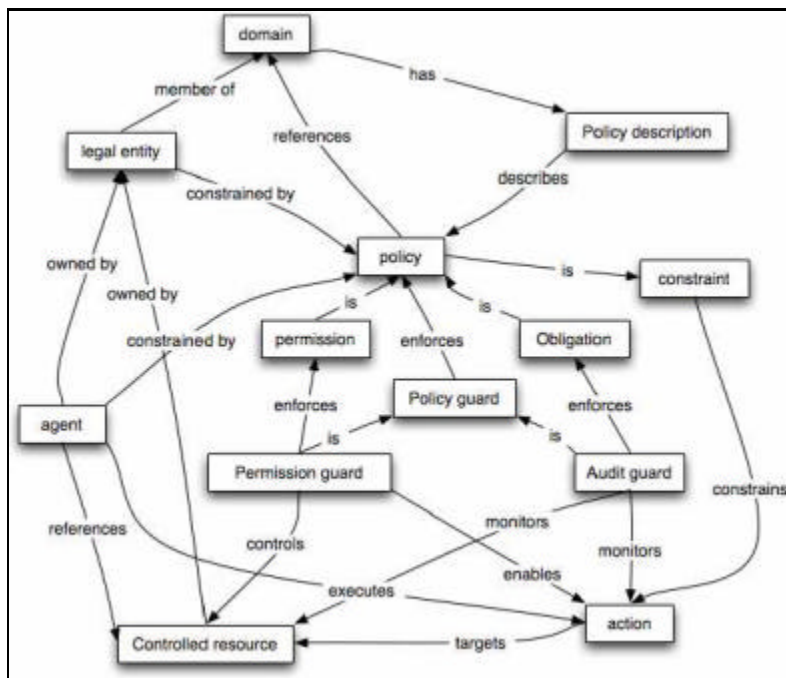 domain
has
member of
Policy description
legal entity
references
describes
constrained by
policy
owned by
is
constraint
owned by
is
is
constrained by
permission
enforces
Obligation
Policy guard
enforces
enforces
agent
is
is
Permission guard
Audit guard
constrains
references
monitors
controls
monitors
enables
executes
action
Controlled resource
targets